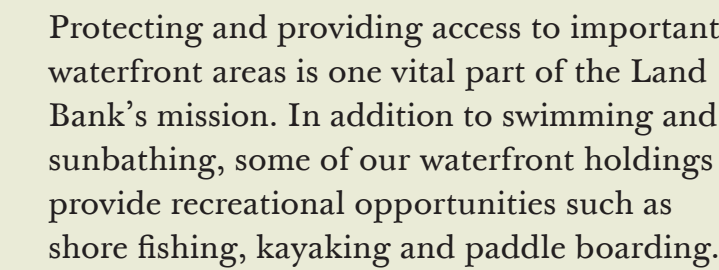 Protecting and providing access to important
waterfront areas is one vital part of the Land
Bank’s mission. In addition to swimming and
sunbathing, some of our waterfront holdings
provide recreational opportunities such as
shore fishing, kayaking and paddle boarding.